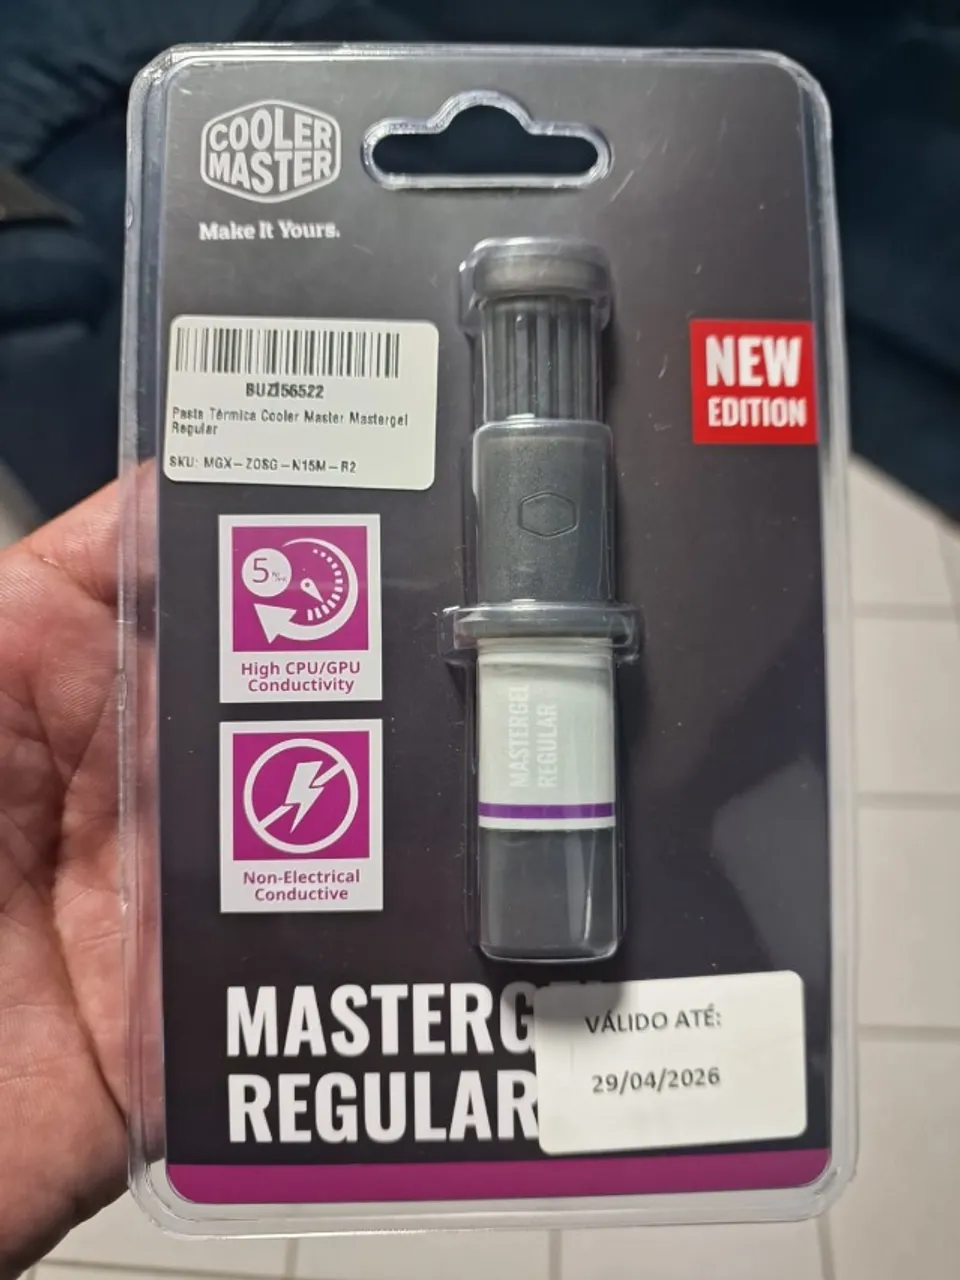 COOLER
MASTER
Make It Yours.
BUZ156522
Pasta Térmica Cooler Master Mastergel
Regular
SKU: MGX-ZOSG-N15M-R2
NEW
EDITION
5
High CPU/GPU
Conductivity
MASTERGEL
REGULAR
Non-Electrical
Conductive
MASTERG
REGULAR
VÁLIDO ATÉ:
29/04/2026